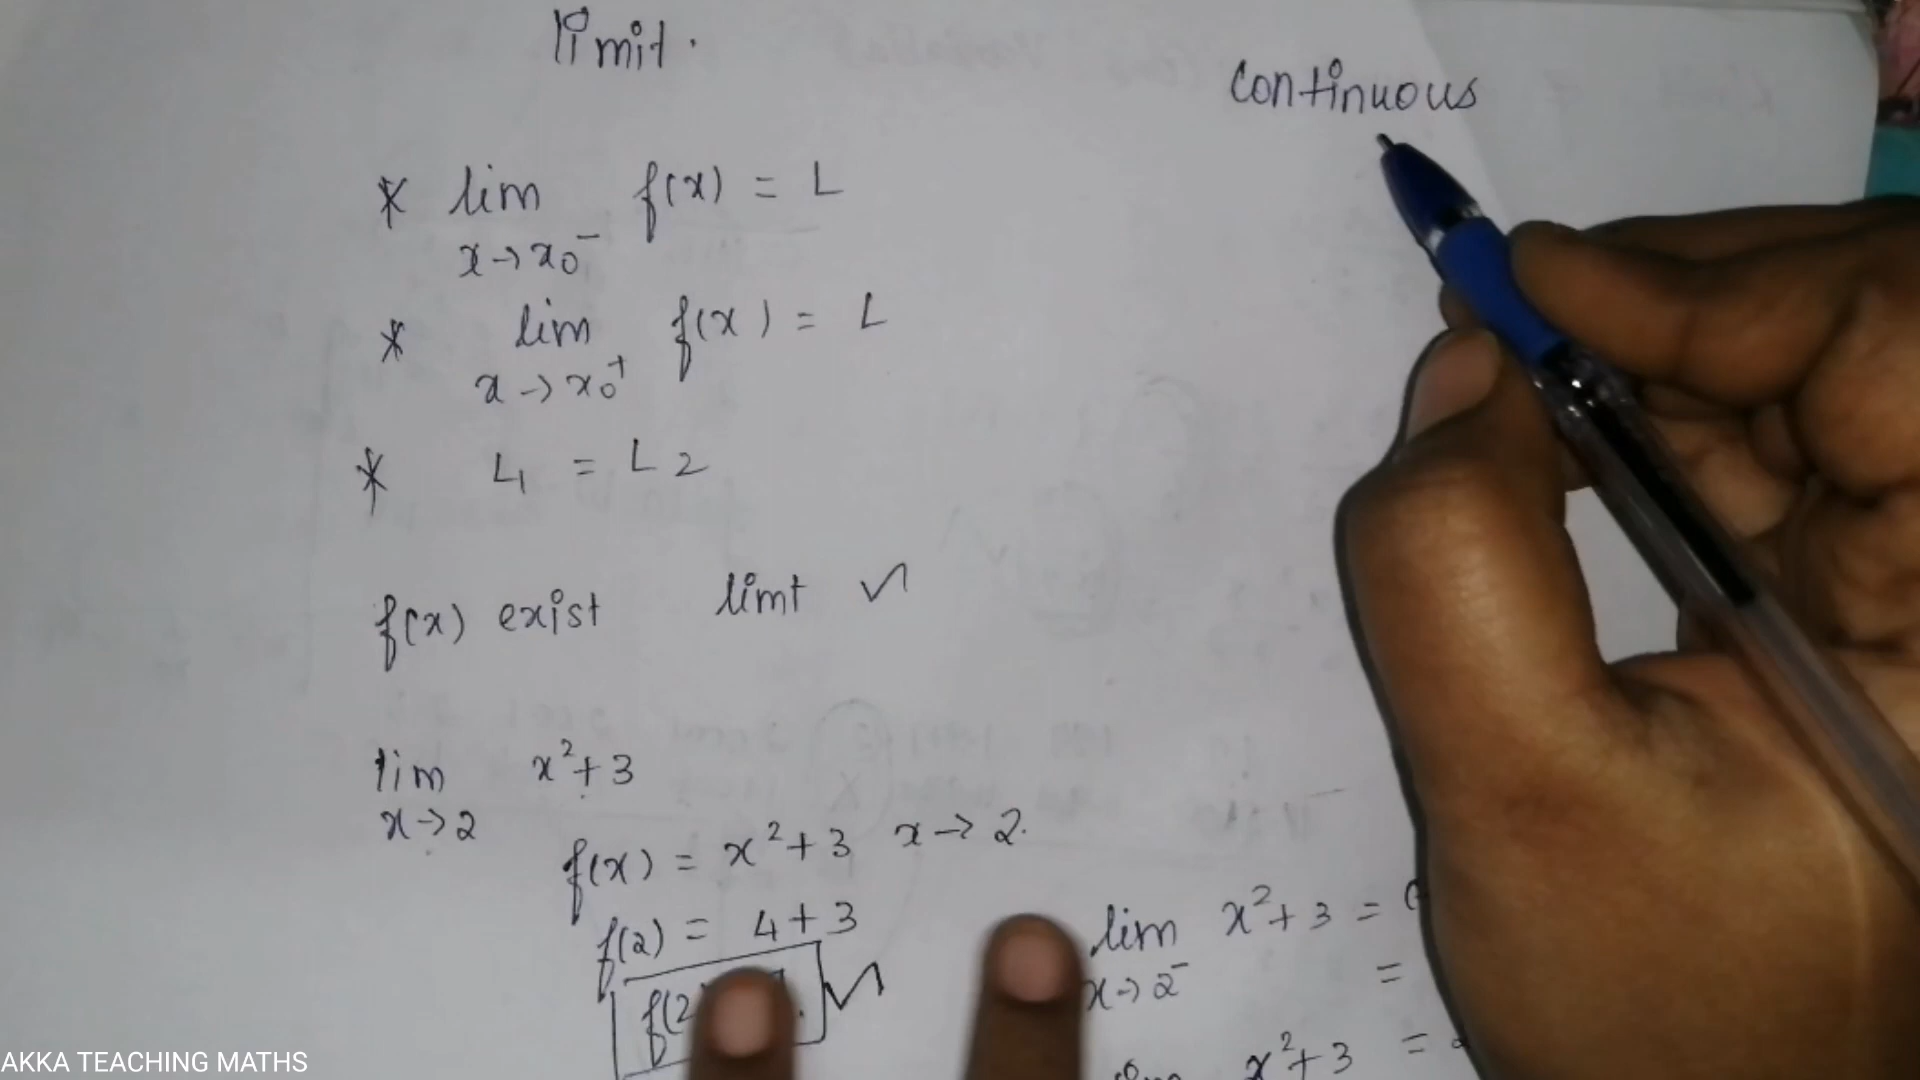 limit.
continuous
* lim f(x) = L
x→x₀⁻
* lim f(x) = L
x→x₀⁺
* L₁ = L₂
f(x) exist limt ✓
lim x²+3
x→2
f(x) = x²+3 x→2.
f(2) = 4+3
f(2
lim x²+3 =
x→2⁻ =
x²+3 =
AKKA TEACHING MATHS